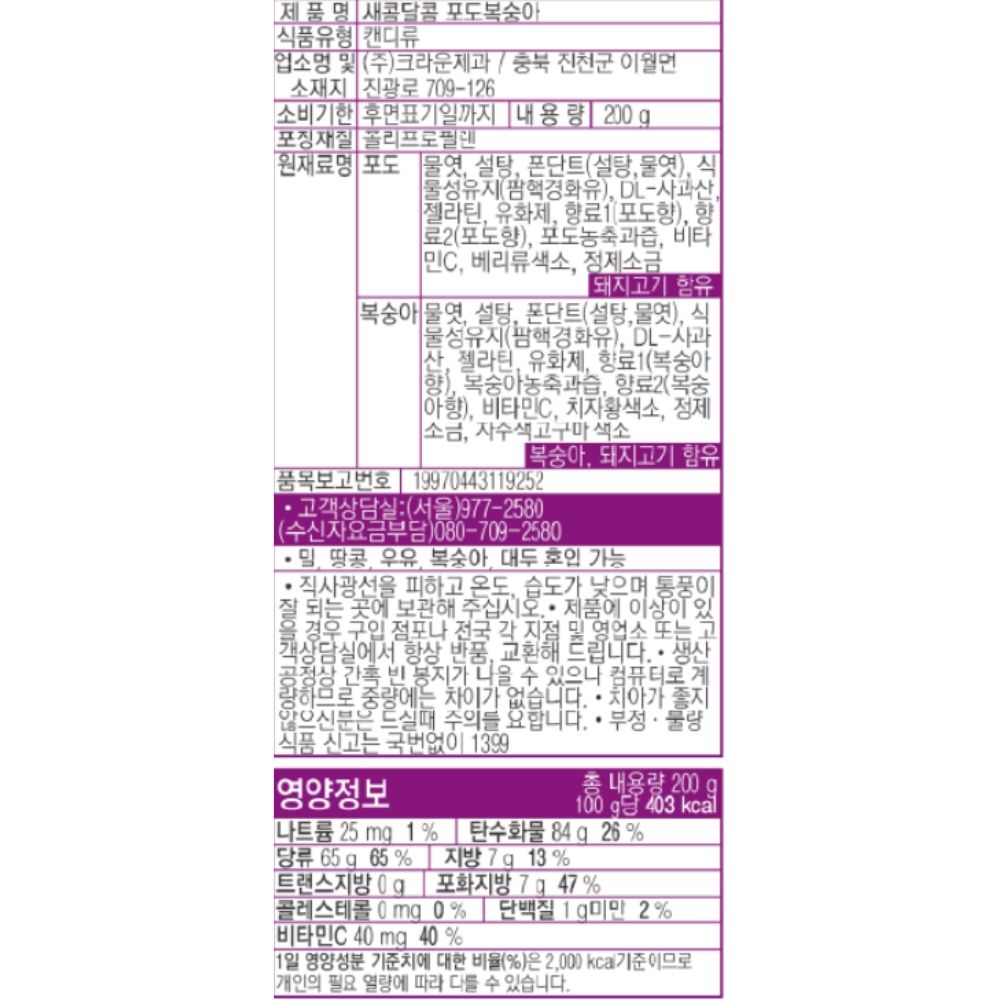 제 품 명 새콤달콤 포도복숭아
식품유형 캔디류
업소명 및 (주)크라운제과 / 충북 진천군 이월면
소재지 진광로 709-126
소비기한 후면표기일까지 내 용 량 200 g
포장재질 폴리프로필렌
원재료명 포도 물엿, 설탕, 폰단트(설탕,물엿), 식
물성유지(팜핵경화유), DL-사과산,
젤라틴, 유화제, 향료1(포도향), 향
료2(포도향), 포도농축과즙, 비타
민C, 베리류색소, 정제소금
돼지고기 함유
복숭아 물엿, 설탕, 폰단트(설탕,물엿), 식
물성유지(팜핵경화유), DL-사과
산, 젤라틴, 유화제, 향료1(복숭아
향), 복숭아농축과즙, 향료2(복숭
아향), 비타민C, 치자황색소, 정제
소금, 자주색고구마색소
복숭아, 돼지고기 함유
품목보고번호 19970443119252
• 고객상담실:(서울)977-2580
(수신자요금부담)080-709-2580
• 밀, 땅콩, 우유, 복숭아, 대두 혼입 가능
• 직사광선을 피하고 온도, 습도가 낮으며 통풍이
잘 되는 곳에 보관해 주십시오. • 제품에 이상이 있
을 경우 구입 점포나 전국 각 지점 및 영업소 또는 고
객상담실에서 항상 반품, 교환해 드립니다. • 생산
공정상 간혹 빈 봉지가 나올 수 있으나 컴퓨터로 계
량하므로 중량에는 차이가 없습니다. • 치아가 좋지
않으신분은 드실때 주의를 요합니다. • 부정·불량
식품 신고는 국번없이 1399
영양정보 총 내용량 200 g
100 g당 403 kcal
나트륨 25 mg 1 % 탄수화물 84 g 26 %
당류 65 g 65 % 지방 7 g 13 %
트랜스지방 0 g 포화지방 7 g 47 %
콜레스테롤 0 mg 0 % 단백질 1 g미만 2 %
비타민C 40 mg 40 %
1일 영양성분 기준치에 대한 비율(%)은 2,000 kcal기준이므로
개인의 필요 열량에 따라 다를 수 있습니다.